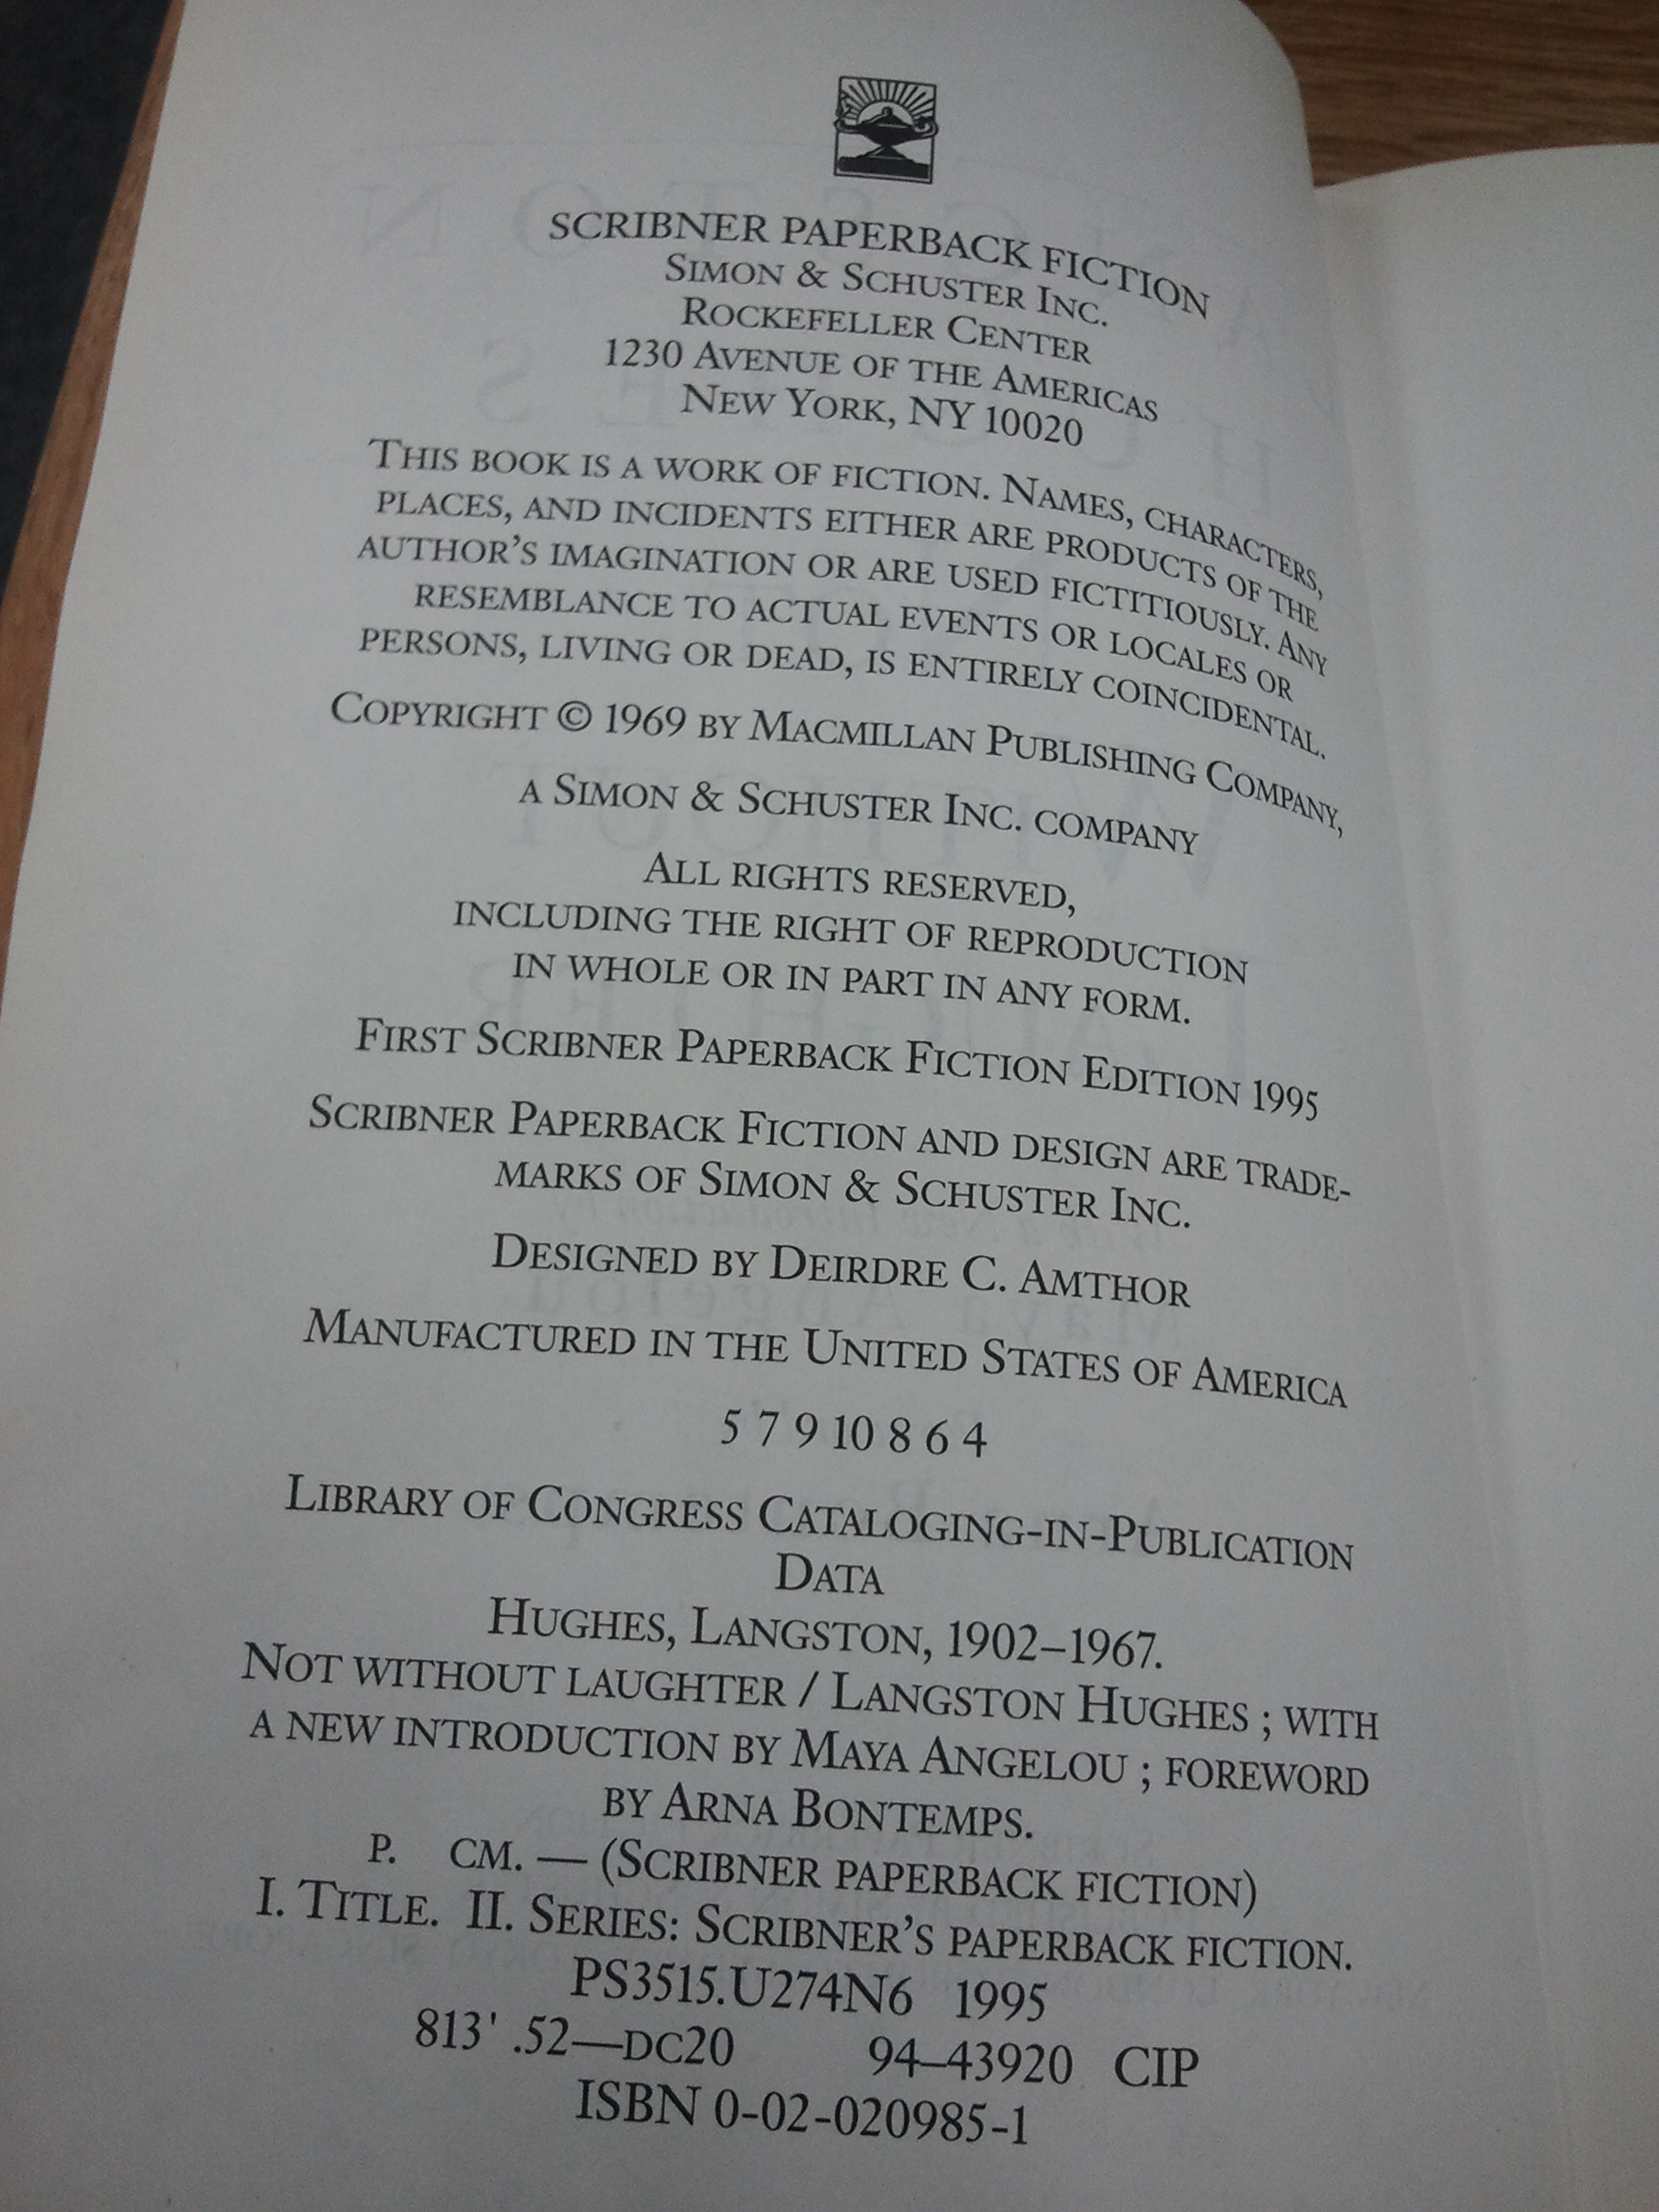 SCRIBNER PAPERBACK FICTION
SIMON & SCHUSTER INC.
ROCKEFELLER CENTER
1230 AVENUE OF THE AMERICAS
NEW YORK, NY 10020
THIS BOOK IS A WORK OF FICTION. NAMES, CHARACTERS,
PLACES, AND INCIDENTS EITHER ARE PRODUCTS OF THE
AUTHOR'S IMAGINATION OR ARE USED FICTITIOUSLY. ANY
RESEMBLANCE TO ACTUAL EVENTS OR LOCALES OR
PERSONS, LIVING OR DEAD, IS ENTIRELY COINCIDENTAL.
COPYRIGHT © 1969 BY MACMILLAN PUBLISHING COMPANY,
A SIMON & SCHUSTER INC. COMPANY
ALL RIGHTS RESERVED,
INCLUDING THE RIGHT OF REPRODUCTION
IN WHOLE OR IN PART IN ANY FORM.
FIRST SCRIBNER PAPERBACK FICTION EDITION 1995
SCRIBNER PAPERBACK FICTION AND DESIGN ARE TRADE-
MARKS OF SIMON & SCHUSTER INC.
DESIGNED BY DEIRDRE C. AMTHOR
MANUFACTURED IN THE UNITED STATES OF AMERICA
5 7 9 10 8 6 4
LIBRARY OF CONGRESS CATALOGING-IN-PUBLICATION
DATA
HUGHES, LANGSTON, 1902–1967.
NOT WITHOUT LAUGHTER / LANGSTON HUGHES ; WITH
A NEW INTRODUCTION BY MAYA ANGELOU ; FOREWORD
BY ARNA BONTEMPS.
P. CM. — (SCRIBNER PAPERBACK FICTION)
I. TITLE. II. SERIES: SCRIBNER'S PAPERBACK FICTION.
PS3515.U274N6 1995
813' .52—DC20 94–43920 CIP
ISBN 0-02-020985-1